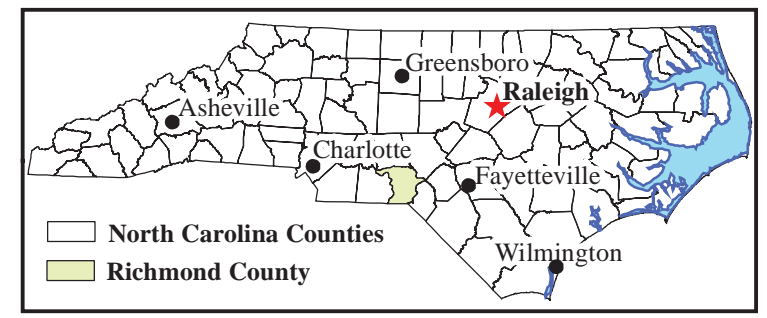 Greensboro
Raleigh
Asheville
Charlotte
Fayetteville
North Carolina Counties
Wilmington
Richmond County